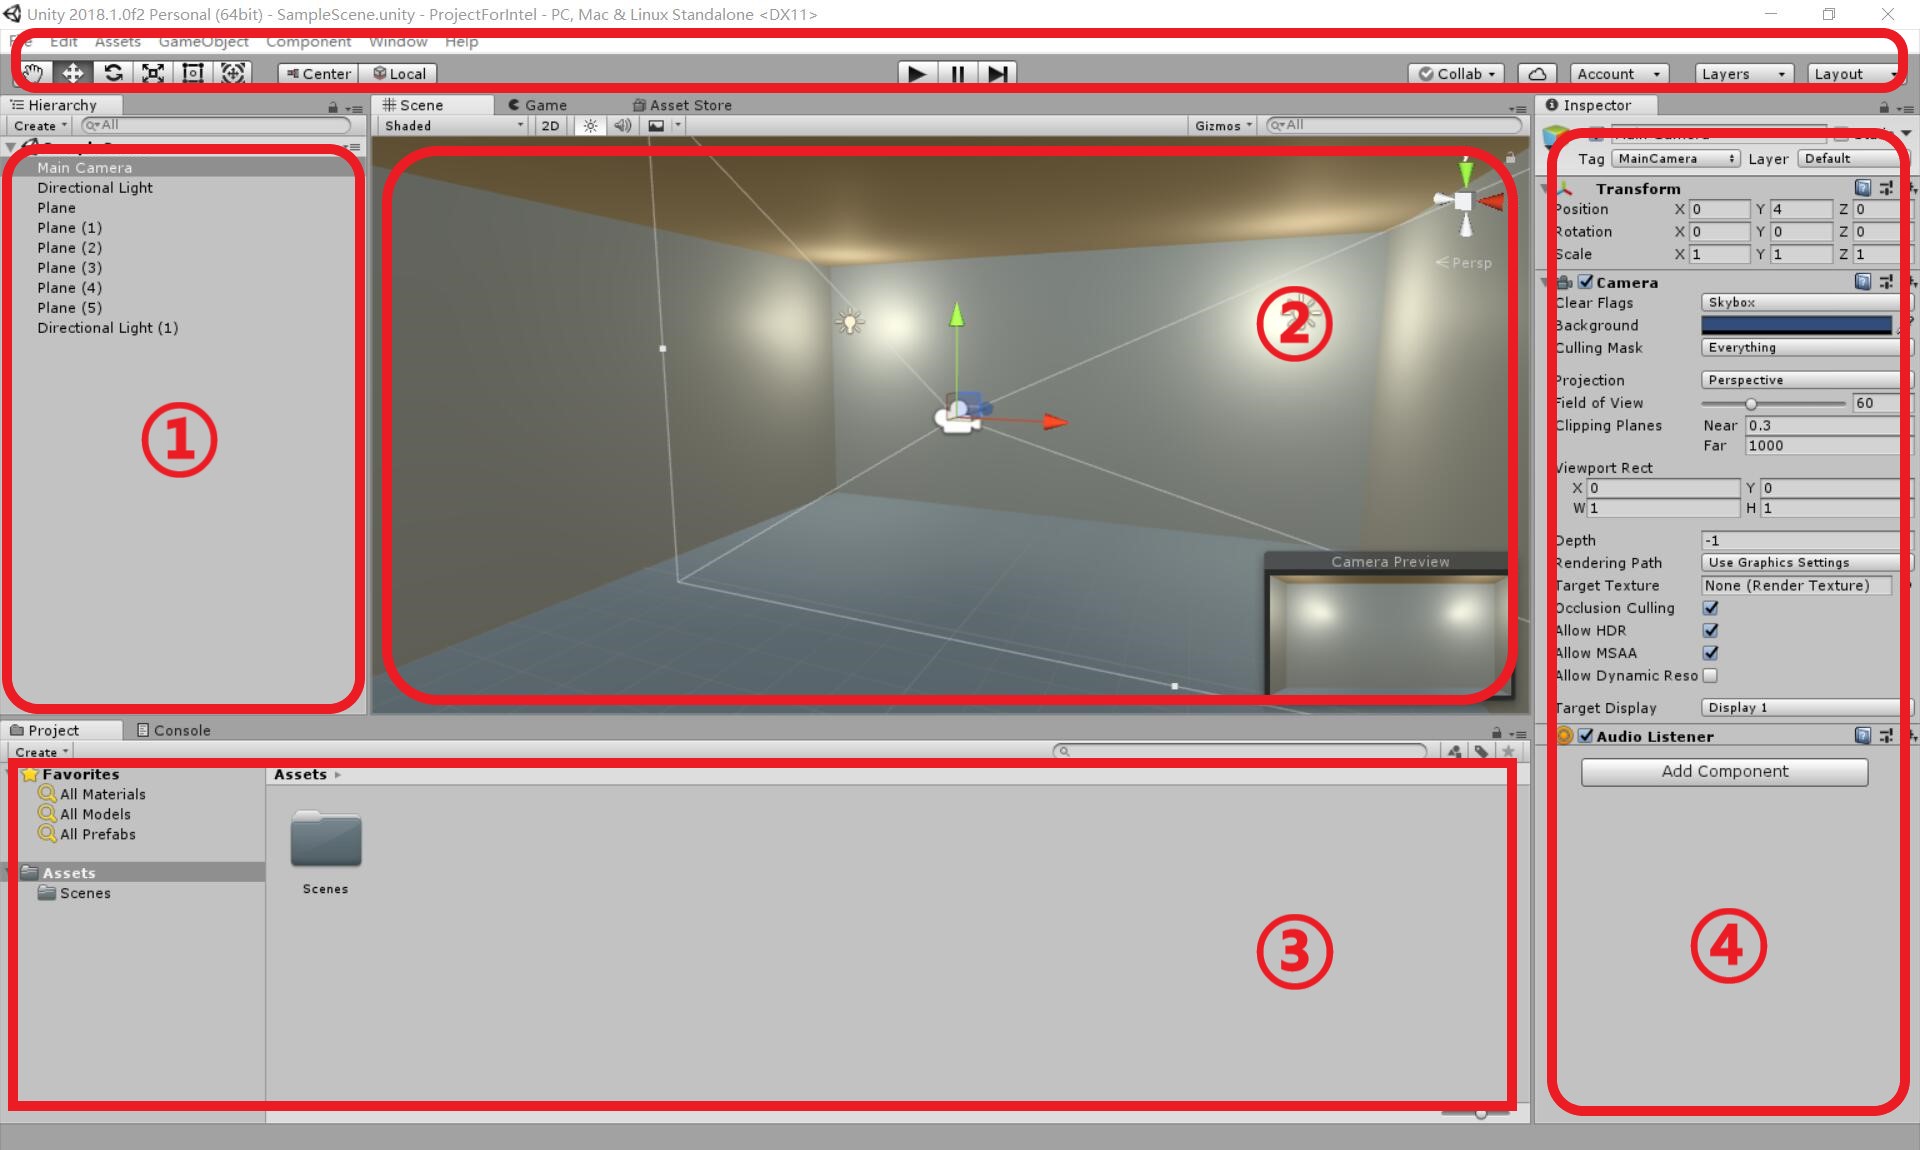 Unity 2018.1.0f2 Personal (64bit) - SampleScene.unity - ProjectForIntel - PC, Mac & Linux Standalone <DX11>
Edit Assets GameObject Component Window Help
Center Local Collab Account Layers Layout
Hierarchy
Create All
Main Camera
Directional Light
Plane
Plane (1)
Plane (2)
Plane (3)
Plane (4)
Plane (5)
Directional Light (1)
①
Scene Game Asset Store
Shaded 2D Gizmos All
Persp
②
Camera Preview
Project Console
Create
Favorites
All Materials
All Models
All Prefabs
Assets
Scenes
Assets
Scenes
③
Inspector
Main Camera
Tag MainCamera Layer Default
Transform
Position X 0 Y 4 Z 0
Rotation X 0 Y 0 Z 0
Scale X 1 Y 1 Z 1
Camera
Clear Flags Skybox
Background
Culling Mask Everything
Projection Perspective
Field of View 60
Clipping Planes Near 0.3
Far 1000
Viewport Rect
X 0 Y 0
W 1 H 1
Depth -1
Rendering Path Use Graphics Settings
Target Texture None (Render Texture)
Occlusion Culling
Allow HDR
Allow MSAA
Allow Dynamic Reso
Target Display Display 1
Audio Listener
Add Component
④